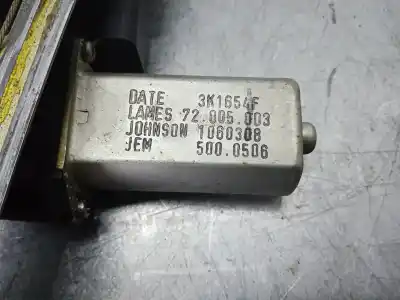 DATE 3K1654F
LAMES 72.005.003
JOHNSON 1060308
JEM 500.0506